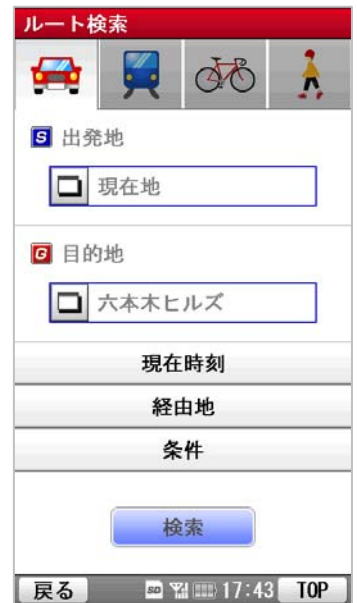 ルート検索
S 出発地
現在地
G 目的地
六本木ヒルズ
現在時刻
経由地
条件
検索
戻る SD 17:43 TOP